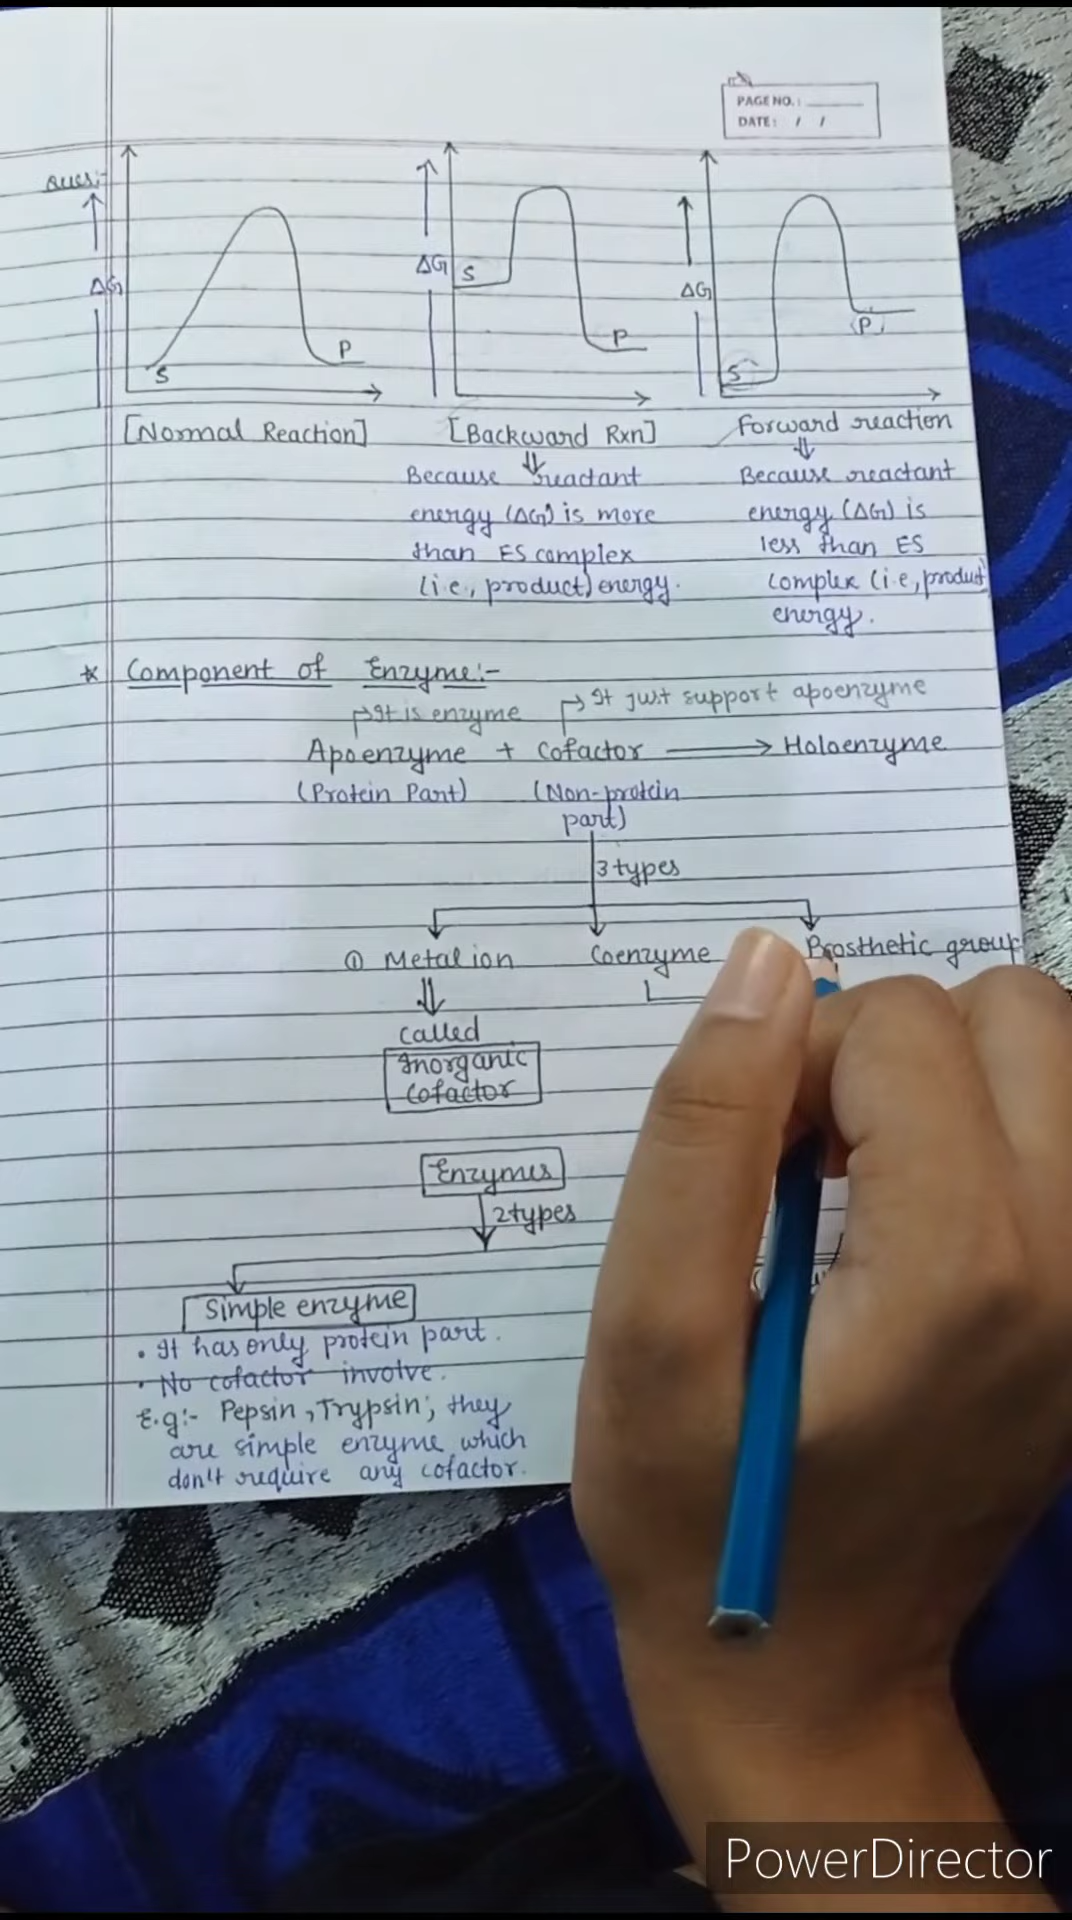 PAGE NO.:
DATE: / /
Ques:-
ΔG
S
P
ΔG
S
P
ΔG
S
P
[Normal Reaction]
[Backward Rxn]
Forward reaction
Because reactant
energy (ΔG) is more
than ES complex
(i.e., product) energy.
Because reactant
energy (ΔG) is
less than ES
complex (i.e, product
energy.
* Component of Enzyme:-
It is enzyme
It just support apoenzyme
Apoenzyme + Cofactor → Holoenzyme
(Protein Part) (Non-protein
part)
3 types
① Metal ion Coenzyme Prosthetic group
called
Inorganic
cofactor
Enzymes
2 types
Simple enzyme
• It has only protein part.
• No cofactor involve.
E.g:- Pepsin, Trypsin; they
are simple enzyme which
don't require any cofactor.
PowerDirector